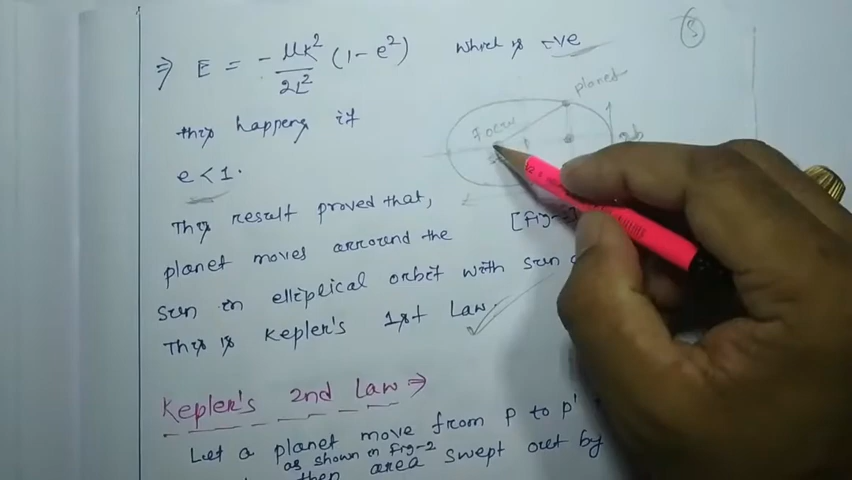 5
⇒ E = - μK²/2L² (1 - e²) which is -ve
planet
this happens if
Focus
e < 1.
2b
This result proved that,
planet moves arround the
[Fig-
sun in elliptical orbit with sun
This is Kepler's 1st Law.
Kepler's 2nd Law ⇒
Let a planet move from P to P'
as shown in Fig-2
then area swept out by